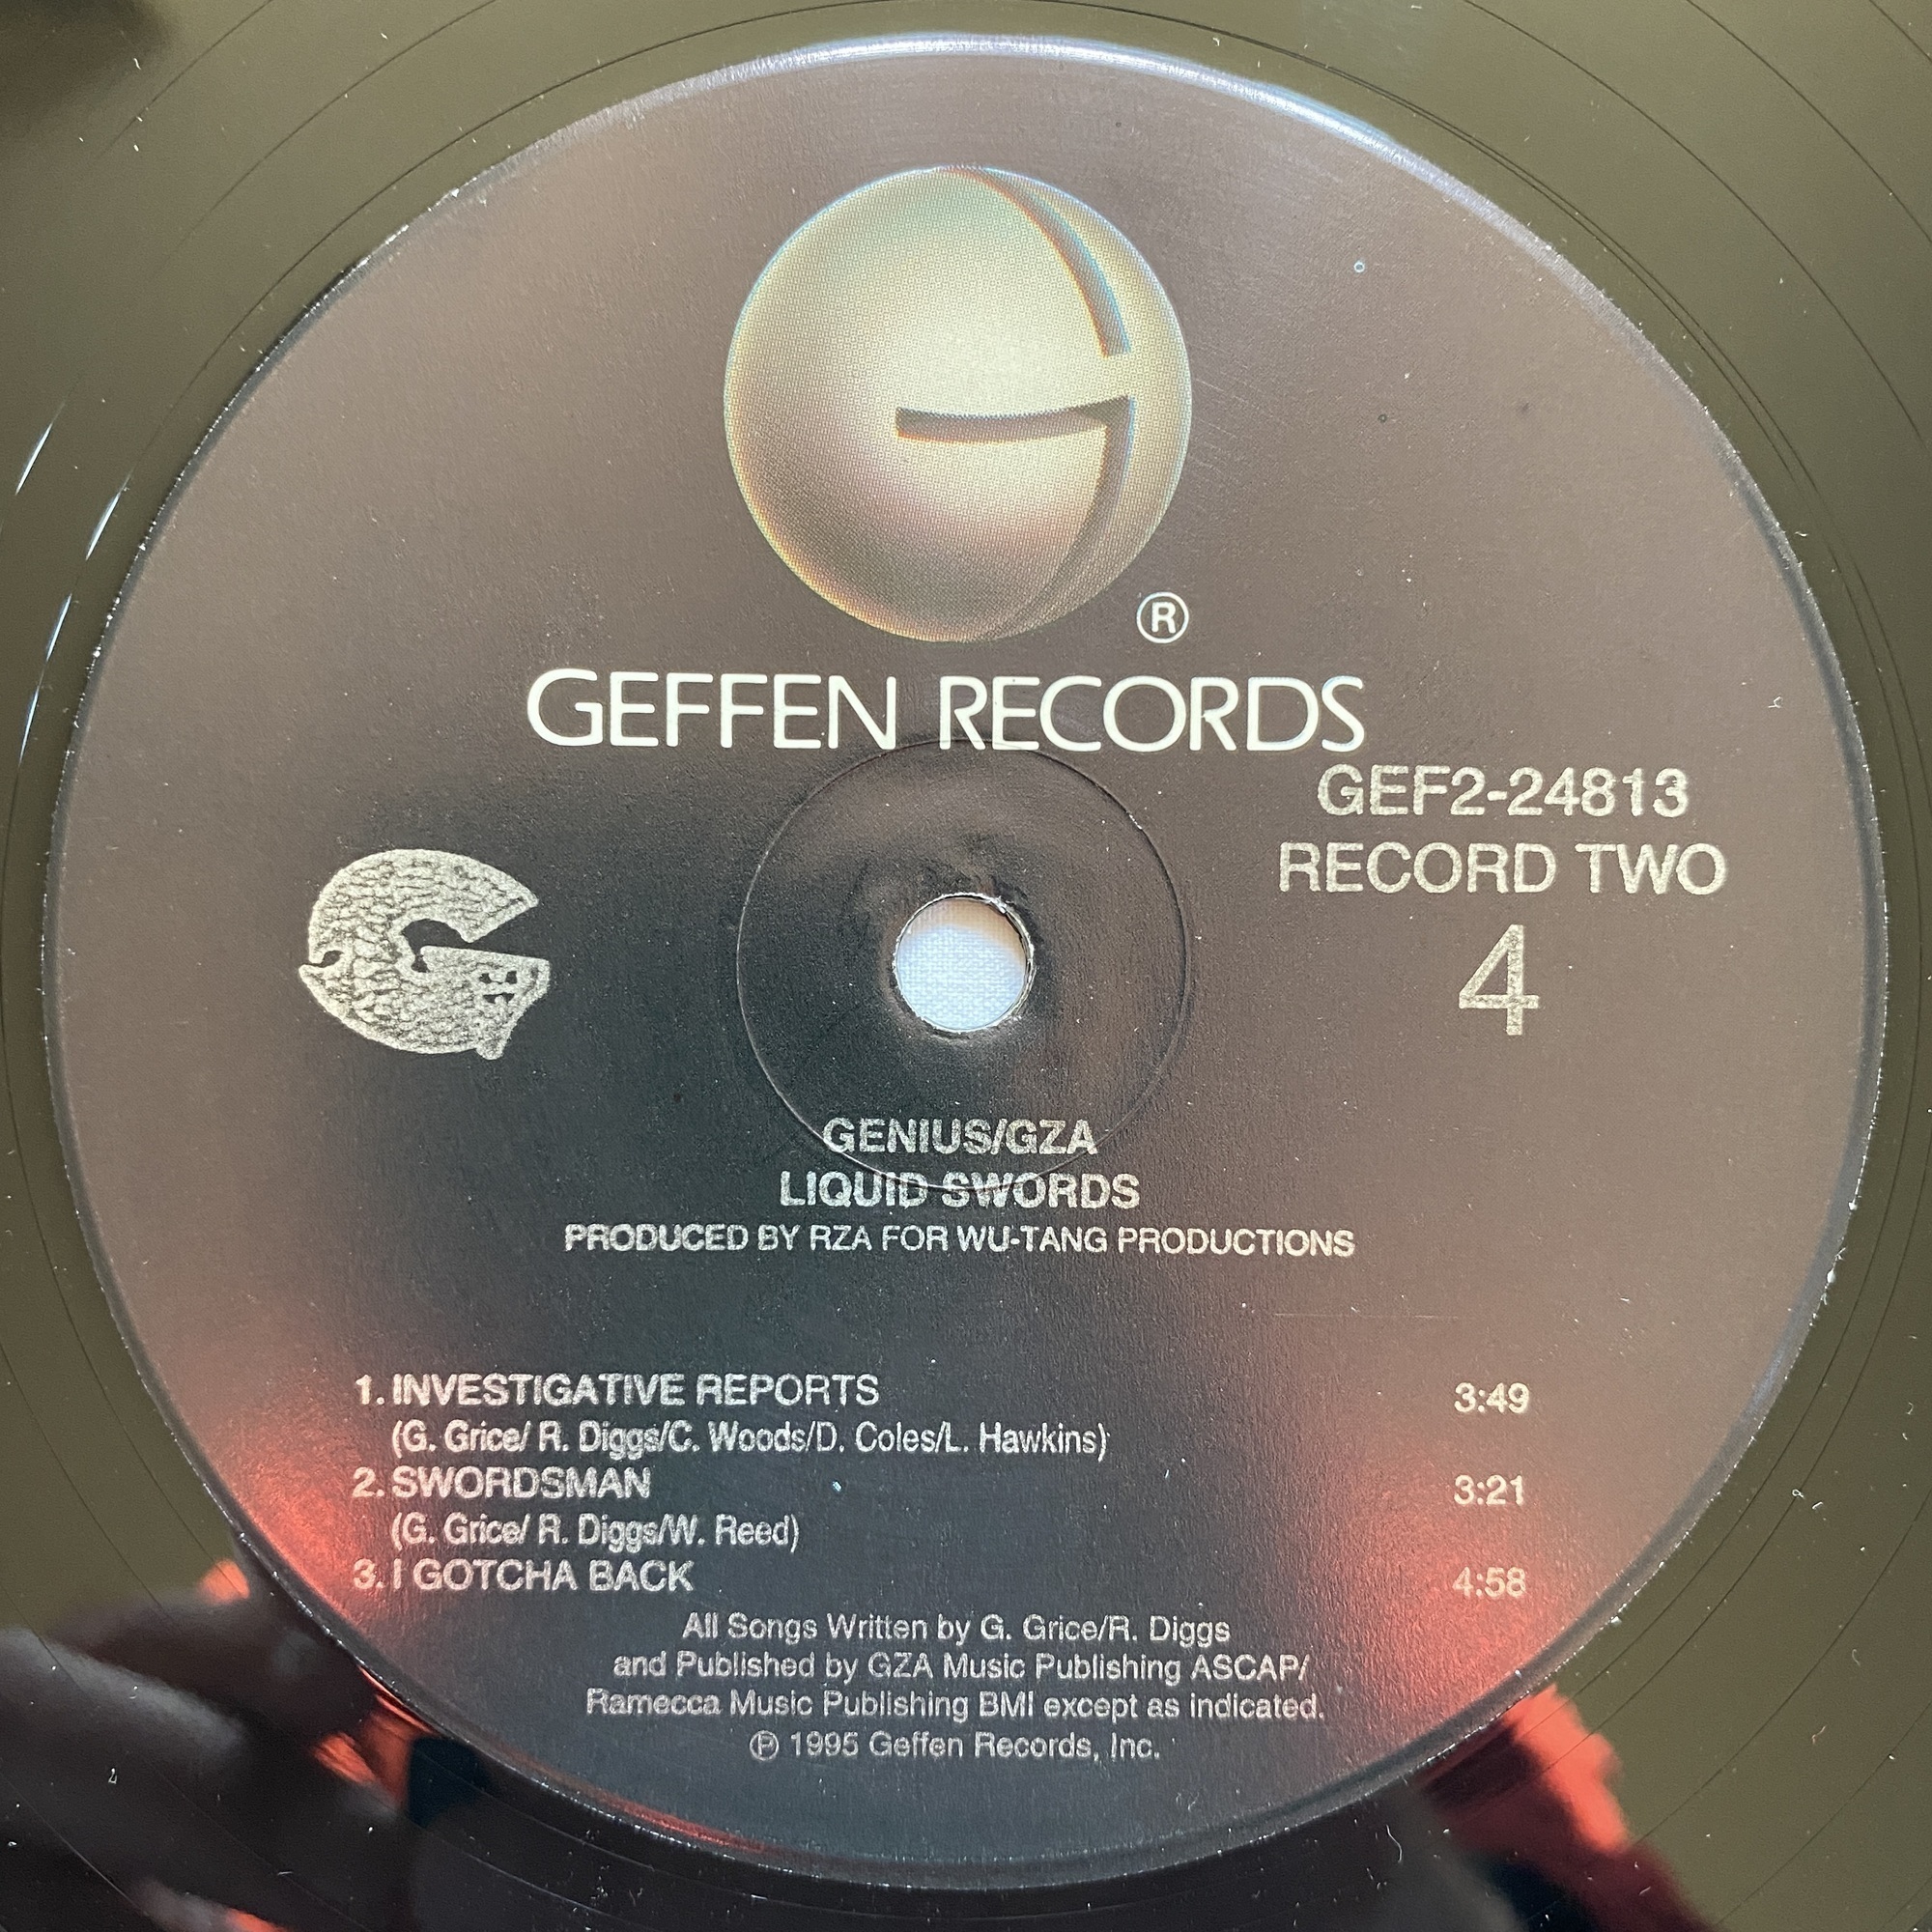 ®
GEFFEN RECORDS
GEF2-24813
RECORD TWO
4
GENIUS/GZA
LIQUID SWORDS
PRODUCED BY RZA FOR WU-TANG PRODUCTIONS
1. INVESTIGATIVE REPORTS 3:49
(G. Grice/ R. Diggs/C. Woods/D. Coles/L. Hawkins)
2. SWORDSMAN 3:21
(G. Grice/ R. Diggs/W. Reed)
3. I GOTCHA BACK 4:58
All Songs Written by G. Grice/R. Diggs
and Published by GZA Music Publishing ASCAP/
Ramecca Music Publishing BMI except as indicated.
℗ 1995 Geffen Records, Inc.